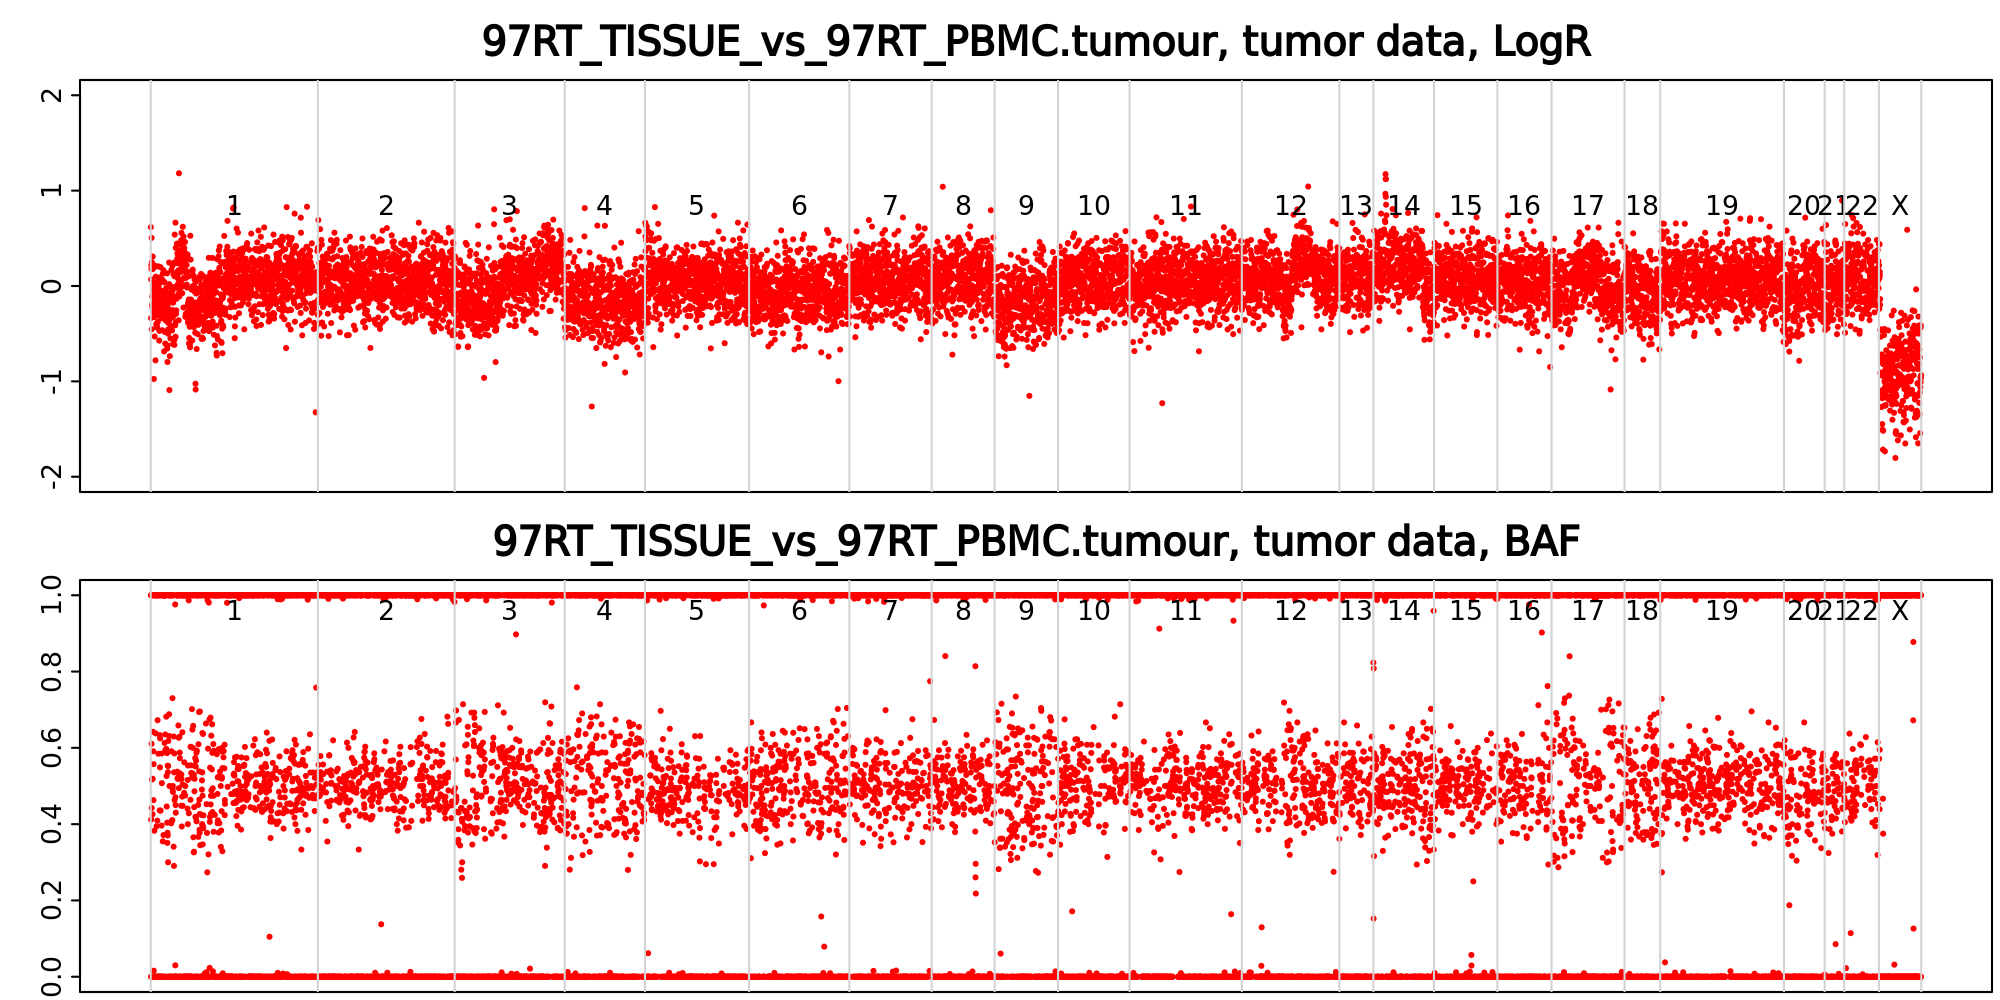 97RT_TISSUE_vs_97RT_PBMC.tumour, tumor data, LogR
2
1
0
-1
-2
1 2 3 4 5 6 7 8 9 10 11 12 13 14 15 16 17 18 19 20 21 22 X
97RT_TISSUE_vs_97RT_PBMC.tumour, tumor data, BAF
1.0
0.8
0.6
0.4
0.2
0.0
1 2 3 4 5 6 7 8 9 10 11 12 13 14 15 16 17 18 19 20 21 22 X